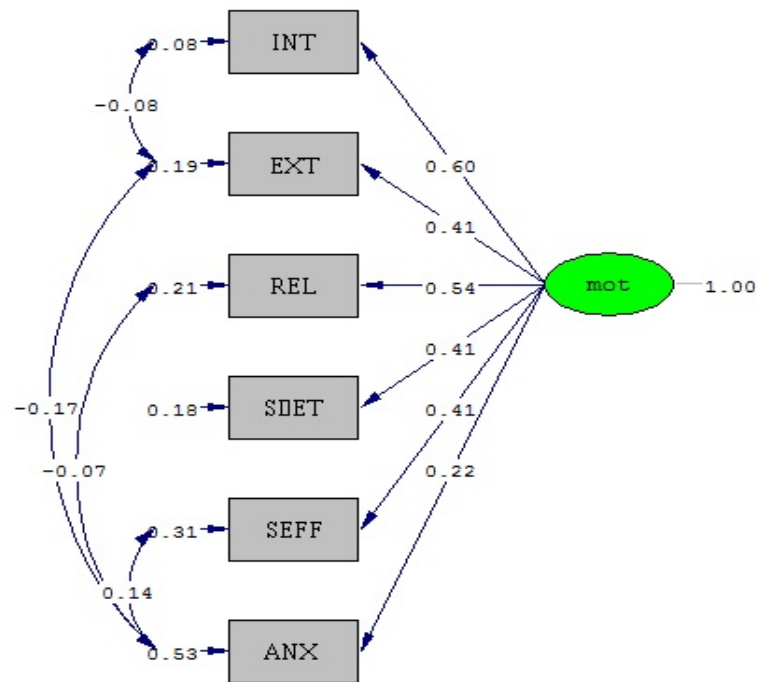 0.08 INT
-0.08
0.19 EXT 0.60
0.41
0.21 REL 0.54 mot 1.00
0.41
-0.17 0.18 SDET 0.41
-0.07 0.22
0.31 SEFF
0.14
0.53 ANX